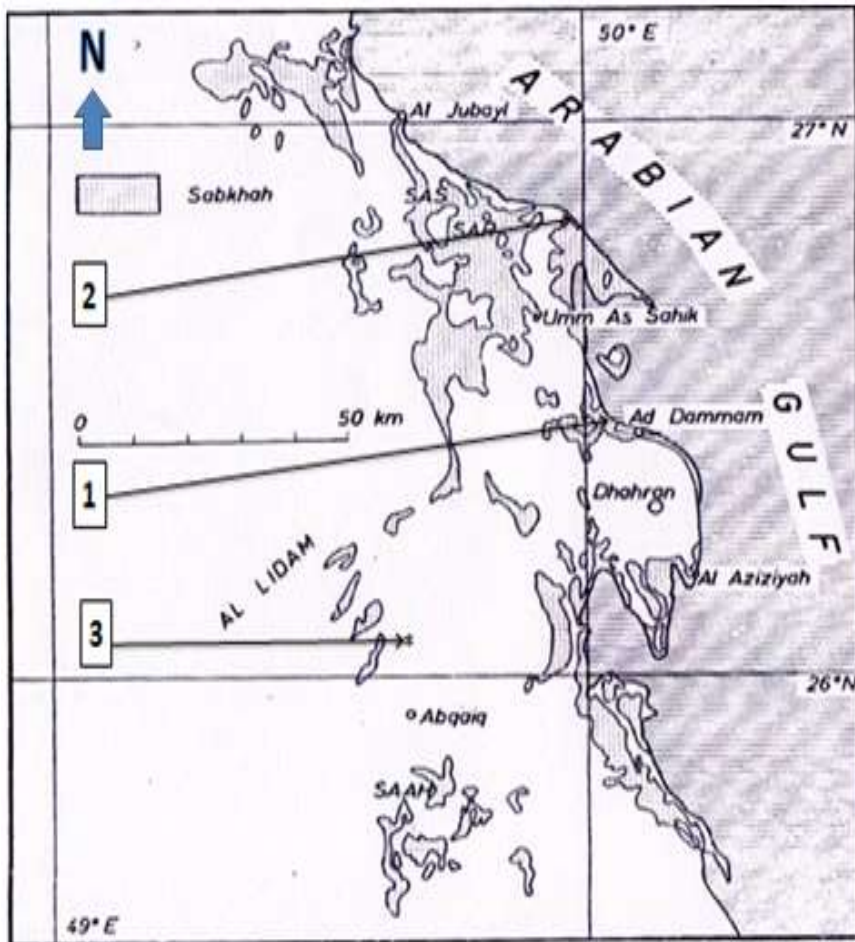 N
50° E
ARABIAN
GULF
Al Jubayl
27° N
Sabkhah
SAS
SAD
2
Umm As Sahik
0
50 km
Ad Dammam
1
Dhahran
AL LIDAM
Al Aziziyah
3
26° N
Abqaiq
SAAH
49° E